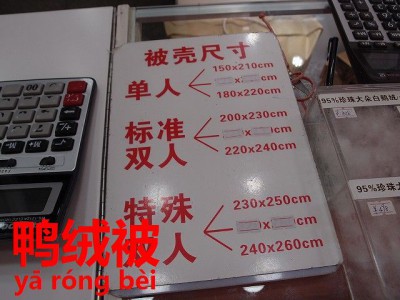 被壳尺寸
单人
150x210cm
x cm
180x220cm
标准
双人
200x230cm
x cm
220x240cm
特殊
双人
230x250cm
x cm
240x260cm
95%珍珠大朵白鹅绒
95%珍珠大
鸭绒被
yā róng bèi